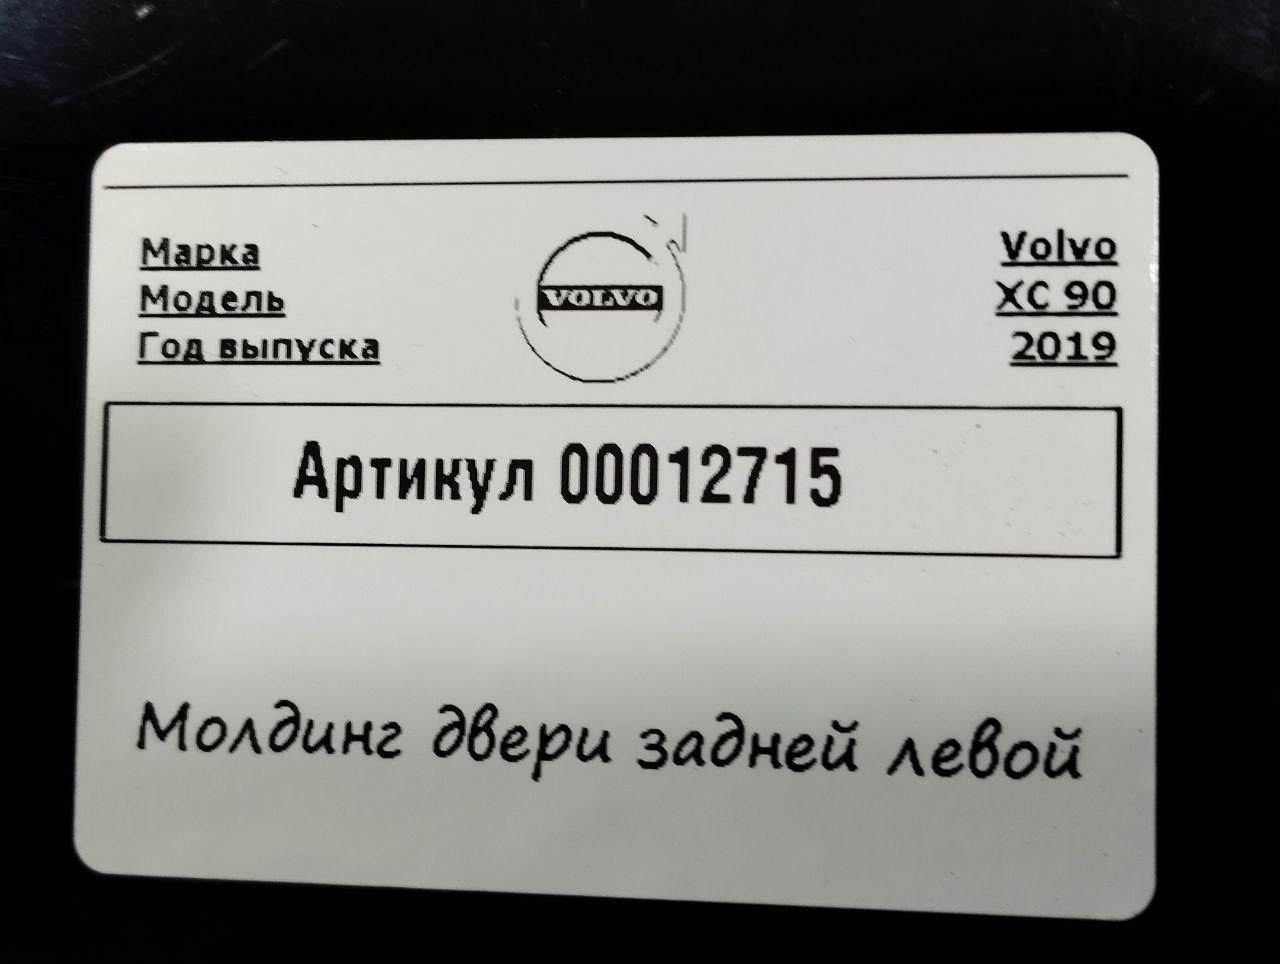 Марка Volvo
Модель XC 90
Год выпуска 2019
VOLVO
Артикул 00012715
Молдинг двери задней левой